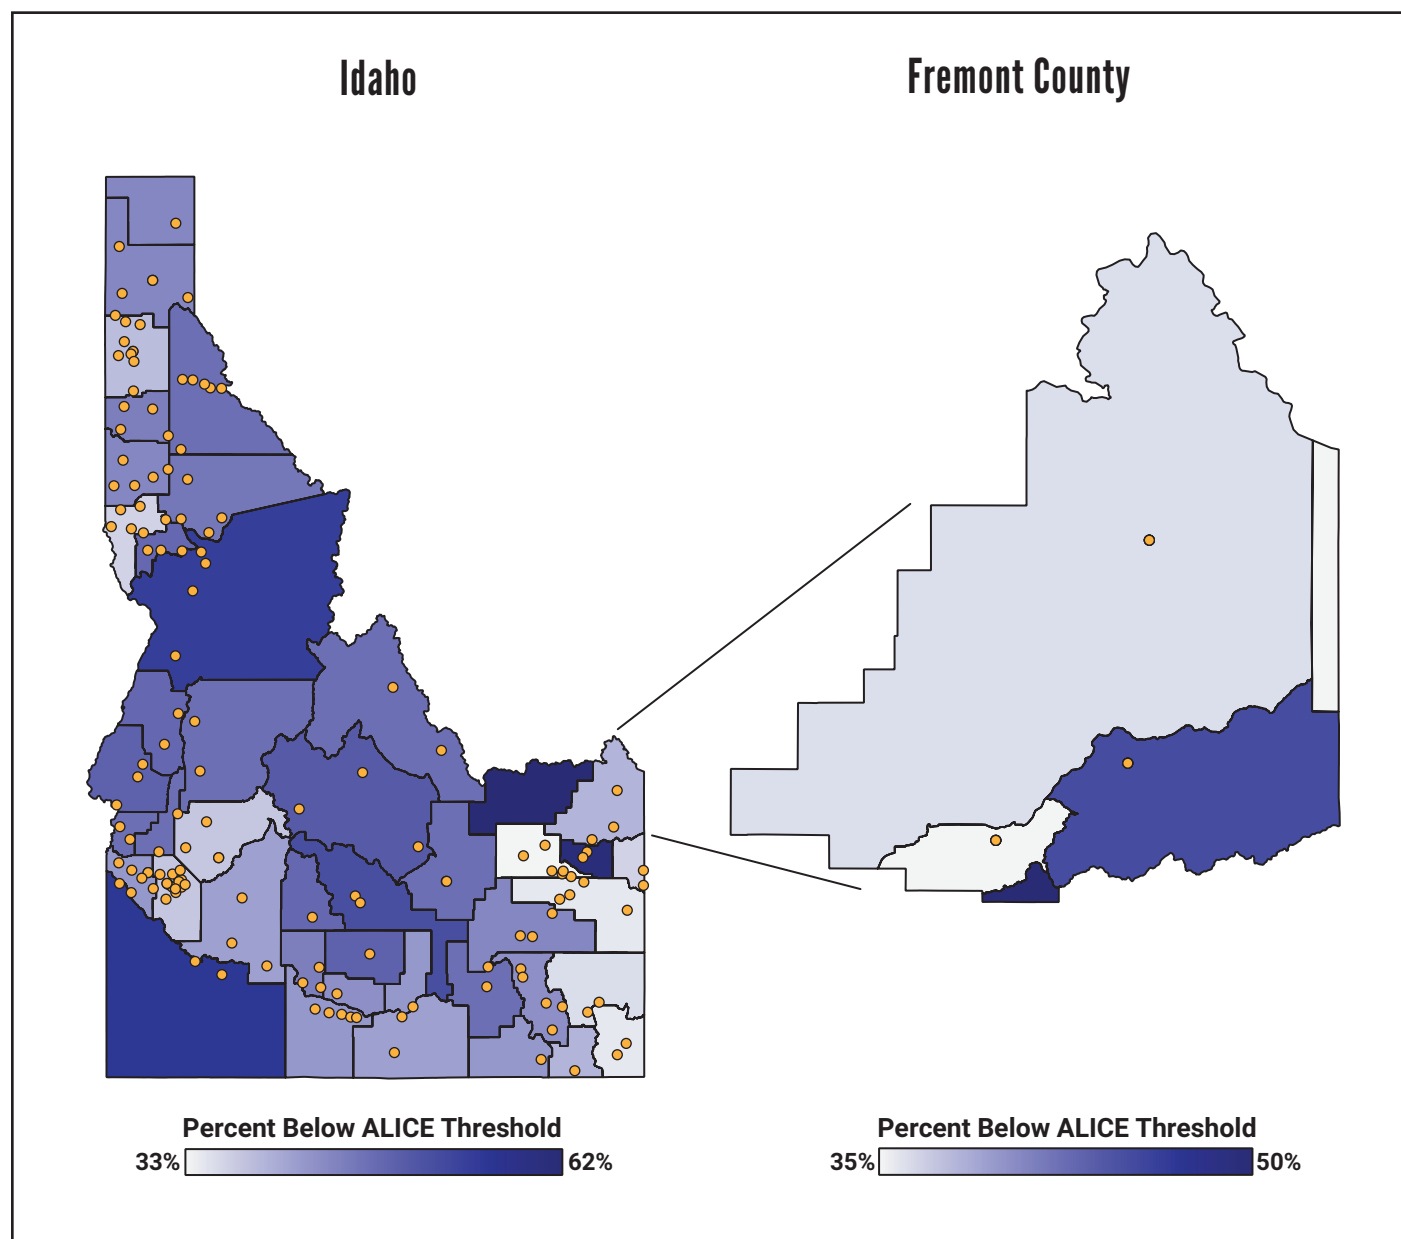 Idaho
Fremont County
Percent Below ALICE Threshold
33%
62%
Percent Below ALICE Threshold
35%
50%